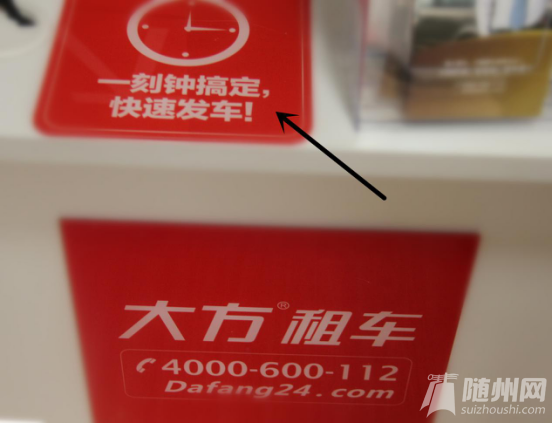 一刻钟搞定,
快速发车!
大方®租车
4000-600-112
Dafang24.com
随州网
suizhoushi.com